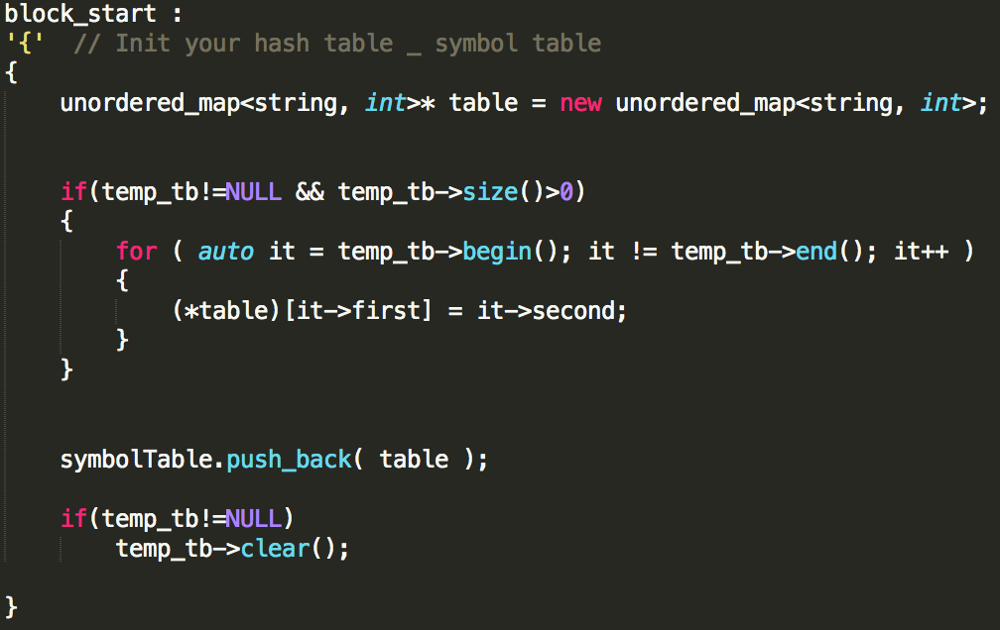 block_start :
'{'  // Init your hash table _ symbol table
{
    unordered_map<string, int>* table = new unordered_map<string, int>;
    if(temp_tb!=NULL && temp_tb->size()>0)
    {
        for ( auto it = temp_tb->begin(); it != temp_tb->end(); it++ )
        {
            (*table)[it->first] = it->second;
        }
    }
    symbolTable.push_back( table );
    if(temp_tb!=NULL)
        temp_tb->clear();
}